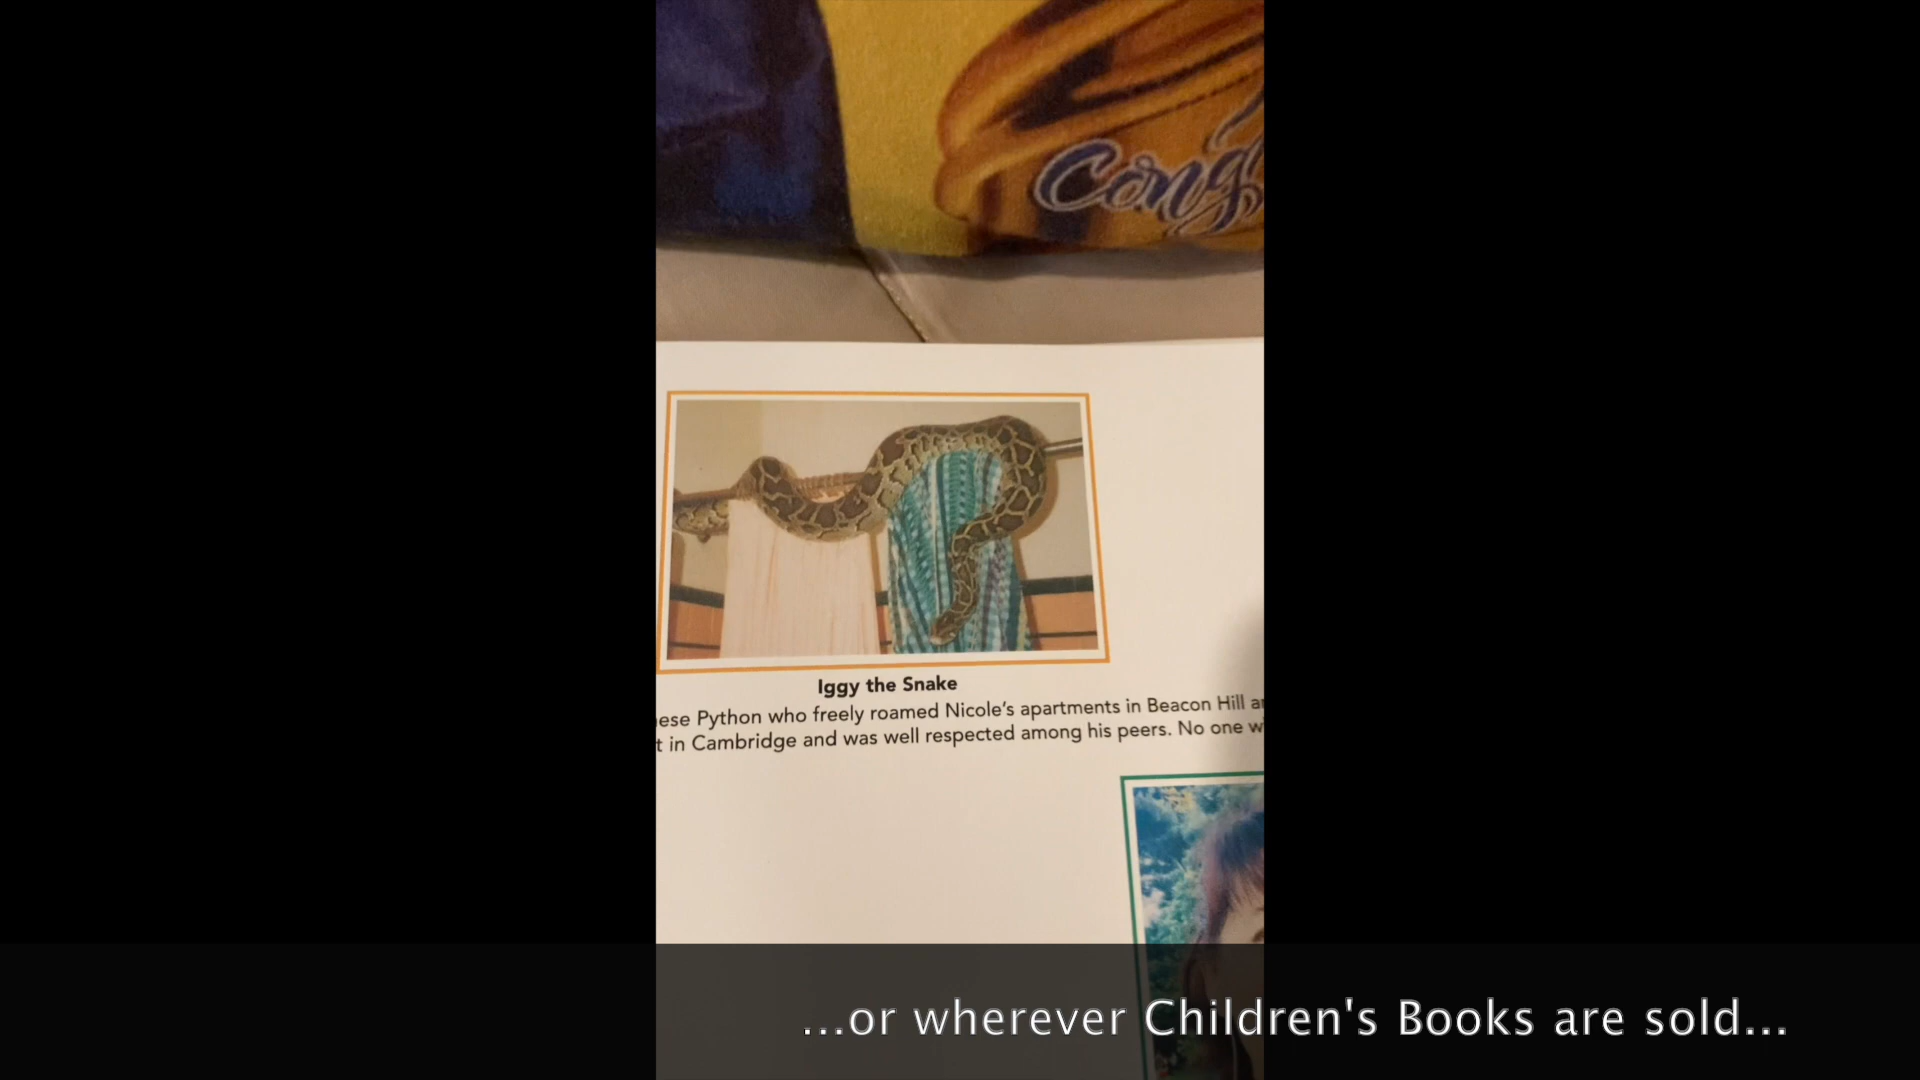 Cong
Iggy the Snake
ese Python who freely roamed Nicole's apartments in Beacon Hill a
t in Cambridge and was well respected among his peers. No one w
...or wherever Children's Books are sold...